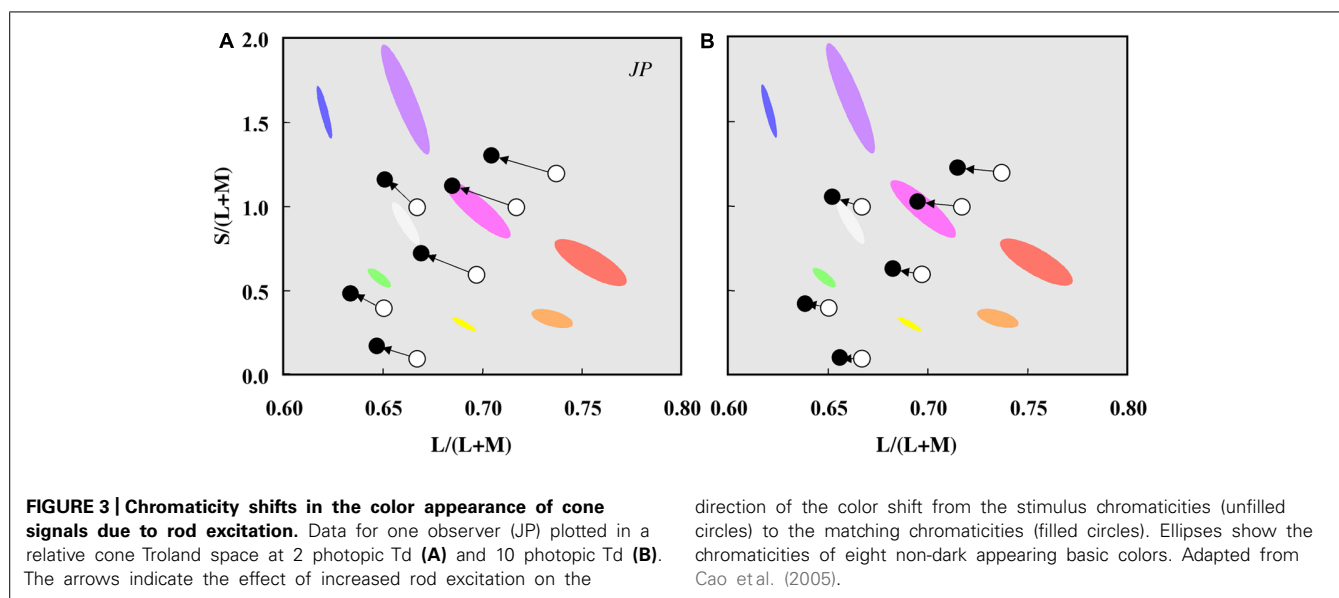 A
B
2.0
1.5
1.0
0.5
0.0
S/(L+M)
JP
0.60
0.65
0.70
0.75
0.80
0.60
0.65
0.70
0.75
0.80
L/(L+M)
L/(L+M)
FIGURE 3 | Chromaticity shifts in the color appearance of cone
signals due to rod excitation. Data for one observer (JP) plotted in a
relative cone Troland space at 2 photopic Td (A) and 10 photopic Td (B).
The arrows indicate the effect of increased rod excitation on the
direction of the color shift from the stimulus chromaticities (unfilled
circles) to the matching chromaticities (filled circles). Ellipses show the
chromaticities of eight non-dark appearing basic colors. Adapted from
Cao et al. (2005).